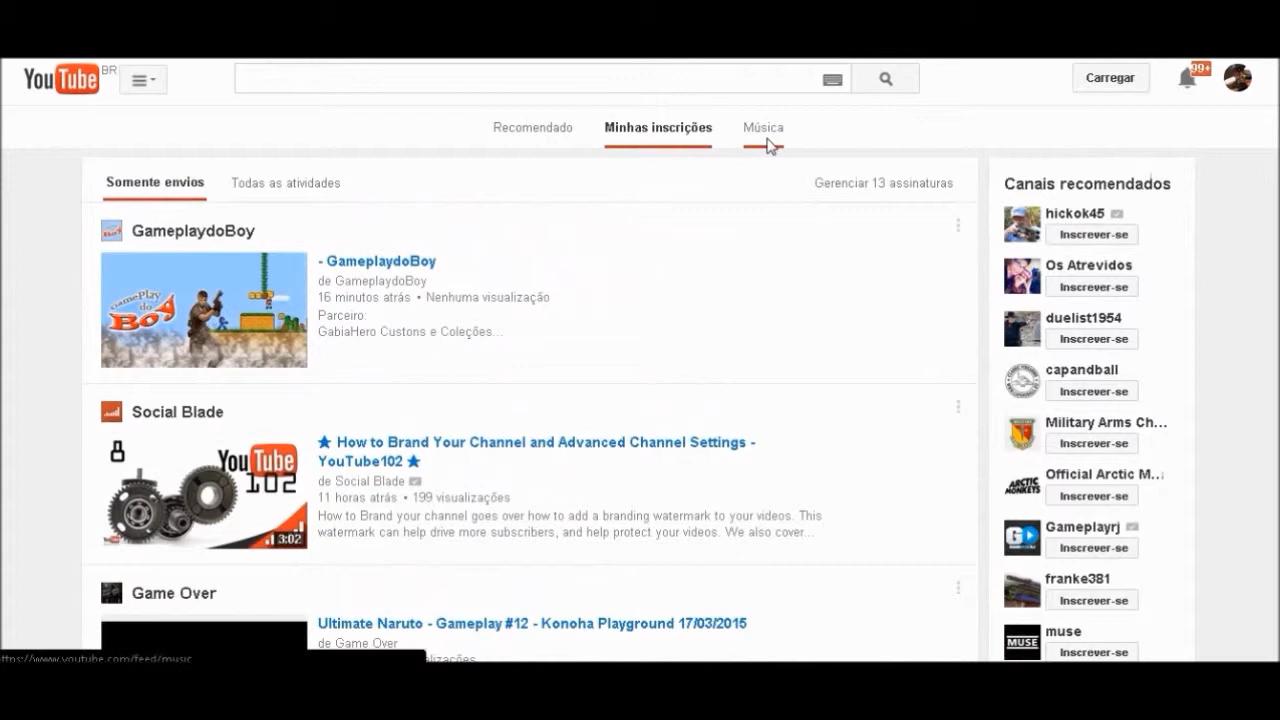 YouTube BR
Carregar
99+
Recomendado Minhas inscrições Música
Somente envios Todas as atividades Gerenciar 13 assinaturas
GameplaydoBoy
GamePlay
do
Boy
- GameplaydoBoy
de GameplaydoBoy
16 minutos atrás • Nenhuma visualização
Parceiro:
GabiaHero Custons e Coleções...
Social Blade
YouTube
102
3:02
★ How to Brand Your Channel and Advanced Channel Settings -
YouTube102 ★
de Social Blade
11 horas atrás • 199 visualizações
How to Brand your channel goes over how to add a branding watermark to your videos. This
watermark can help drive more subscribers, and help protect your videos. We also cover...
Game Over
Ultimate Naruto - Gameplay #12 - Konoha Playground 17/03/2015
de Game Over
ttps://www.youtube.com/feed/music
Canais recomendados
hickok45
Inscrever-se
Os Atrevidos
Inscrever-se
duelist1954
Inscrever-se
capandball
Inscrever-se
Military Arms Ch...
Inscrever-se
ARCTIC
MONKEYS
Official Arctic M...
Inscrever-se
Gameplayrj
Inscrever-se
franke381
Inscrever-se
MUSE
muse
Inscrever-se